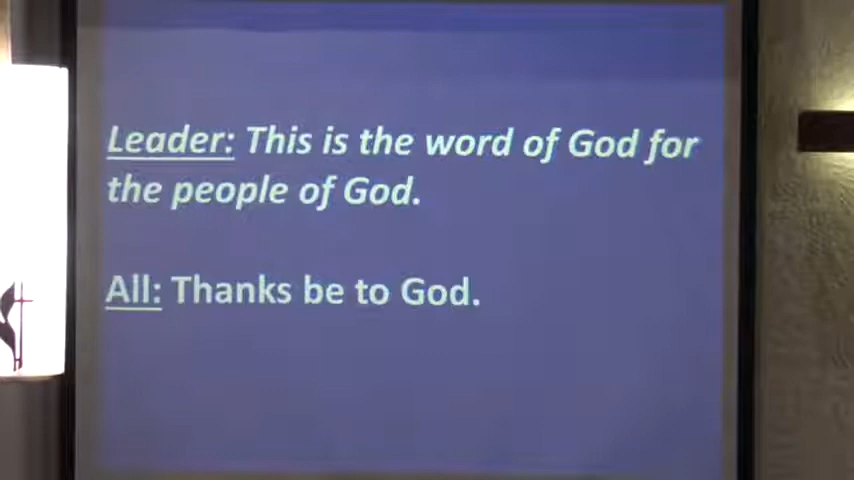 Leader: This is the word of God for
the people of God.
All: Thanks be to God.